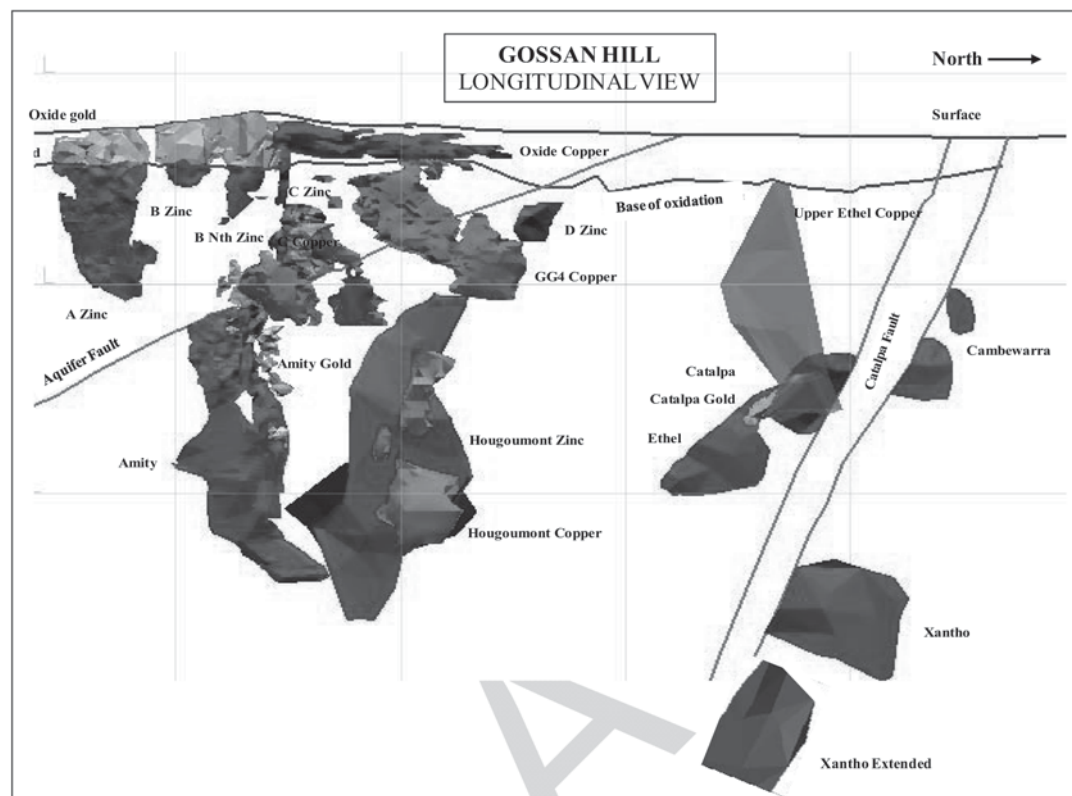 GOSSAN HILL
LONGITUDINAL VIEW
North
Oxide gold
Surface
d
Oxide Copper
C Zinc
B Zinc
Base of oxidation
Upper Ethel Copper
B Nth Zinc
C Copper
D Zinc
GG4 Copper
A Zinc
Aquifer Fault
Amity Gold
Catalpa Fault
Cambewarra
Catalpa
Catalpa Gold
Ethel
Hougoumont Zinc
Amity
Hougoumont Copper
Xantho
Xantho Extended
A